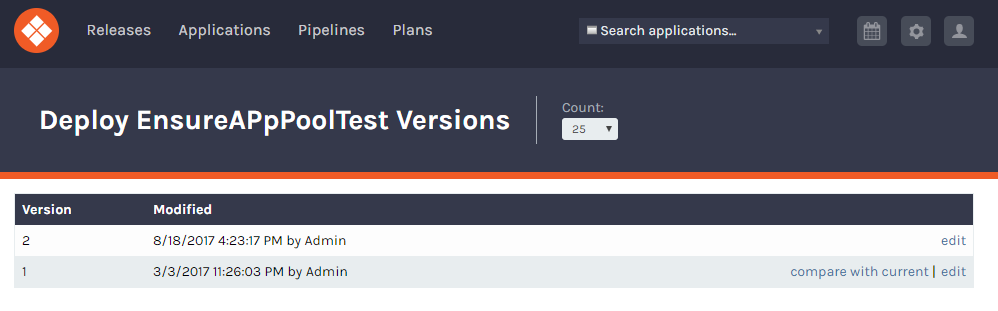 Releases Applications Pipelines Plans Search applications...
Deploy EnsureAPpPoolTest Versions
Count:
25
Version Modified
2 8/18/2017 4:23:17 PM by Admin edit
1 3/3/2017 11:26:03 PM by Admin compare with current | edit